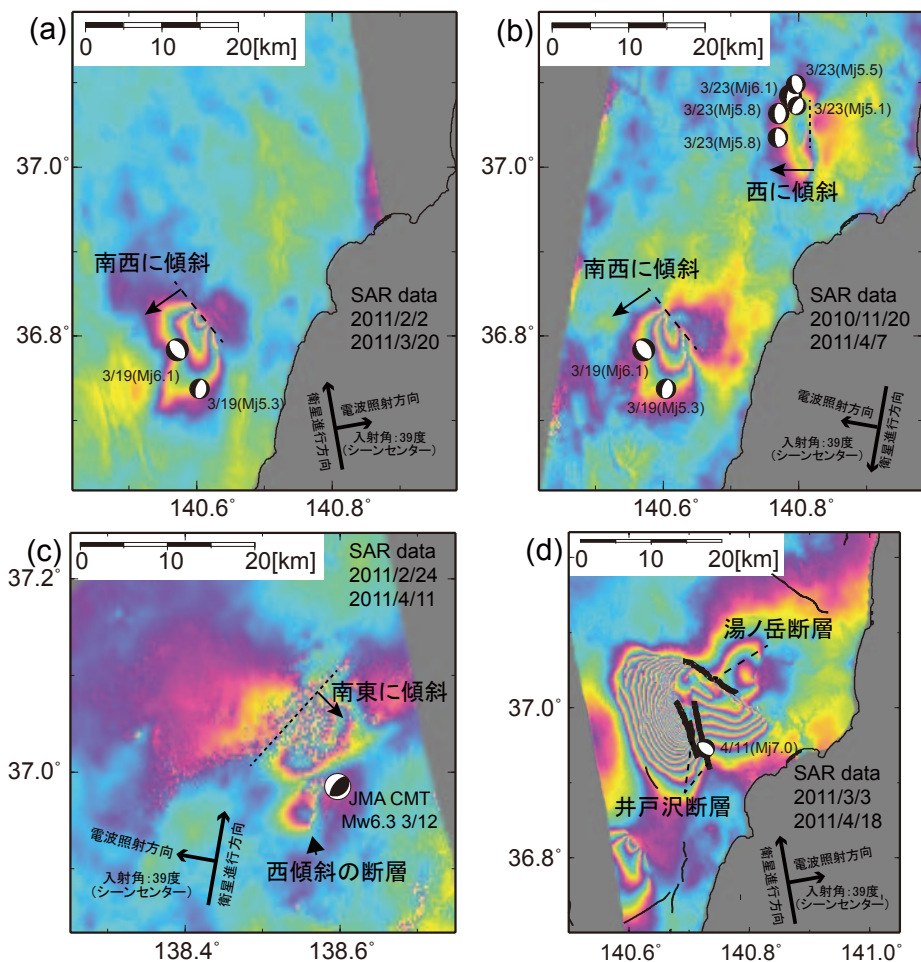 (a)
0 10 20[km]
37.0°
36.8°
南西に傾斜
SAR data
2011/2/2
2011/3/20
3/19(Mj6.1)
3/19(Mj5.3)
衛星進行方向
電波照射方向
入射角:39度
(シーンセンター)
140.6° 140.8°
(b)
0 10 20[km]
3/23(Mj5.5)
3/23(Mj6.1)
3/23(Mj5.8)
3/23(Mj5.1)
3/23(Mj5.8)
37.0°
西に傾斜
南西に傾斜
SAR data
2010/11/20
2011/4/7
36.8°
3/19(Mj6.1)
3/19(Mj5.3)
電波照射方向
入射角:39度
(シーンセンター)
衛星進行方向
140.6° 140.8°
(c)
0 10 20[km]
SAR data
2011/2/24
2011/4/11
37.2°
南東に傾斜
37.0°
JMA CMT
Mw6.3 3/12
西傾斜の断層
電波照射方向
入射角:39度
(シーンセンター)
衛星進行方向
138.4° 138.6°
(d)
0 10 20[km]
湯ノ岳断層
37.0°
4/11(Mj7.0)
井戸沢断層
SAR data
2011/3/3
2011/4/18
36.8°
衛星進行方向
電波照射方向
入射角:39度
(シーンセンター)
140.6° 140.8° 141.0°